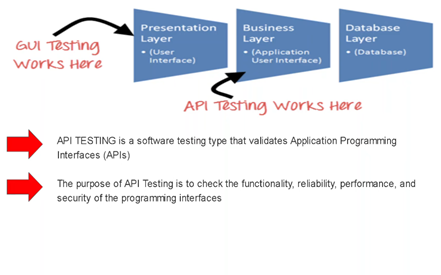 GUI Testing
Works Here
Presentation
Layer
• (User
Interface)
Business
Layer
• (Application
User Interface)
Database
Layer
• (Database)
API Testing Works Here
API TESTING is a software testing type that validates Application Programming
Interfaces (APIs)
The purpose of API Testing is to check the functionality, reliability, performance, and
security of the programming interfaces